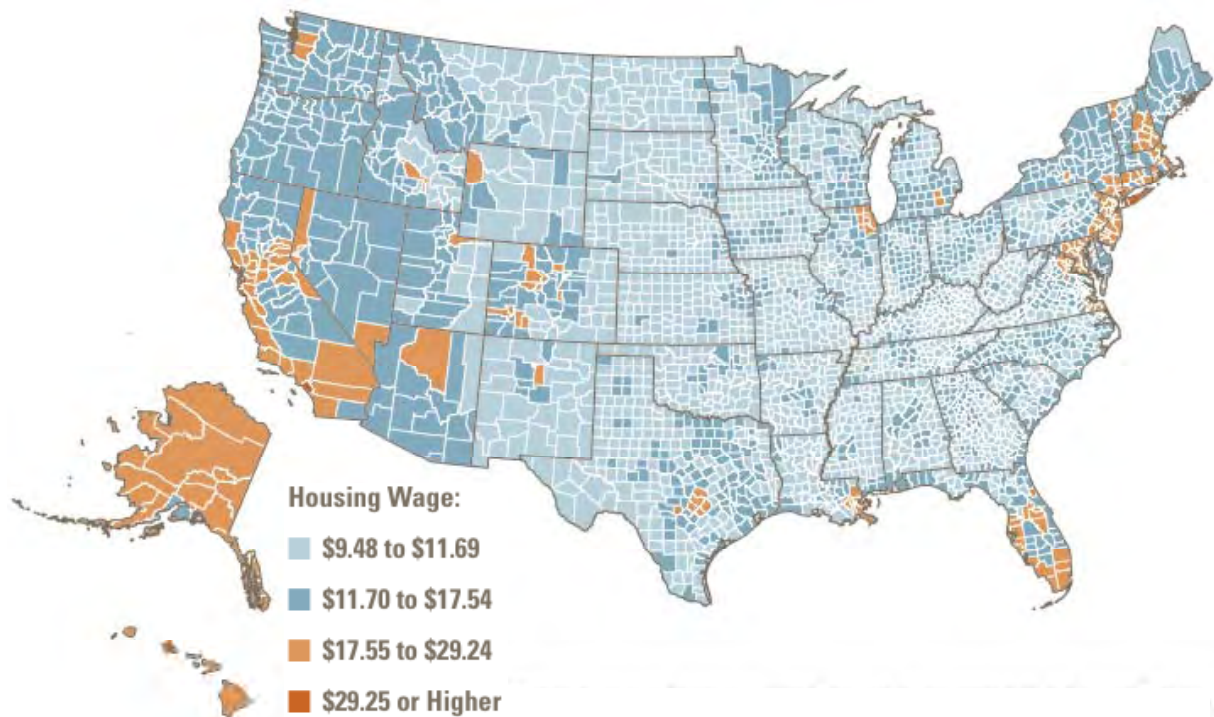 Housing Wage:
$9.48 to $11.69
$11.70 to $17.54
$17.55 to $29.24
$29.25 or Higher